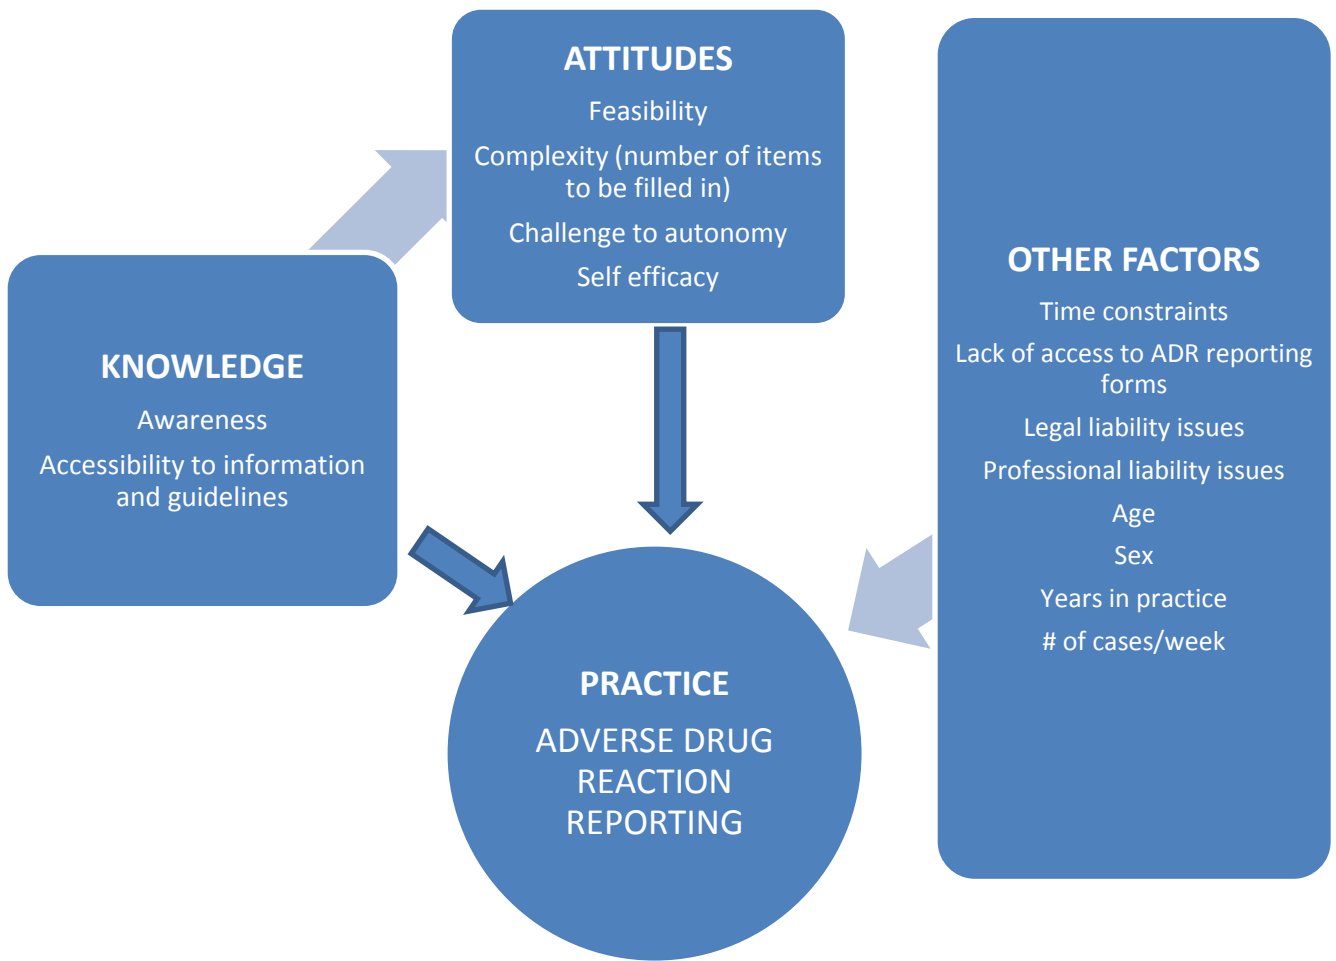 ATTITUDES
Feasibility
Complexity (number of items
to be filled in)
Challenge to autonomy
Self efficacy
KNOWLEDGE
Awareness
Accessibility to information
and guidelines
OTHER FACTORS
Time constraints
Lack of access to ADR reporting
forms
Legal liability issues
Professional liability issues
Age
Sex
Years in practice
# of cases/week
PRACTICE
ADVERSE DRUG
REACTION
REPORTING